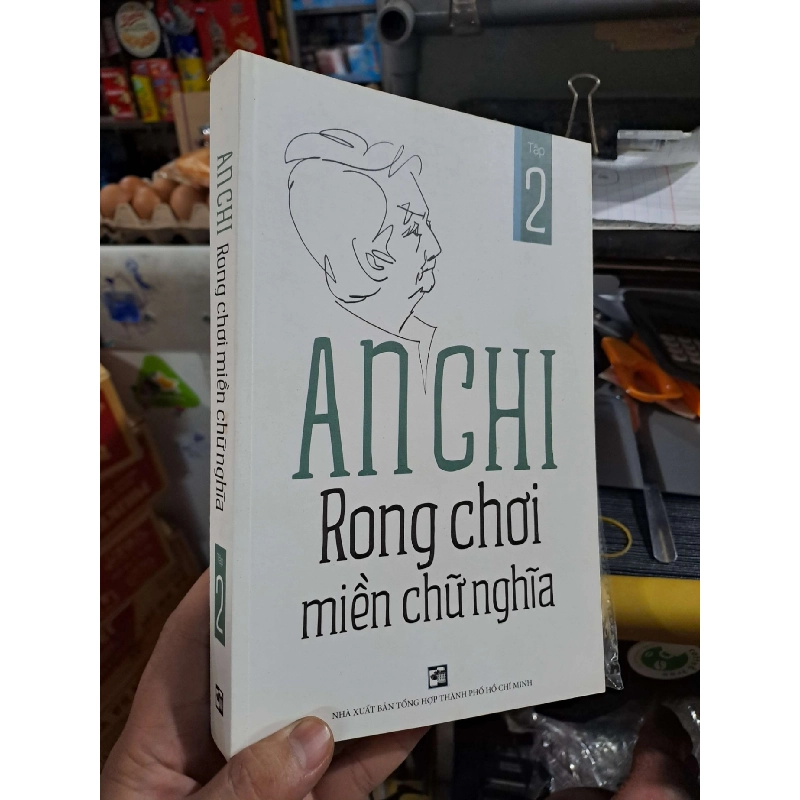 AN CHI Rong chơi miền chữ nghĩa
2
Tập
2
AN CHI
Rong chơi
miền chữ nghĩa
NHÀ XUẤT BẢN TỔNG HỢP THÀNH PHỐ HỒ CHÍ MINH